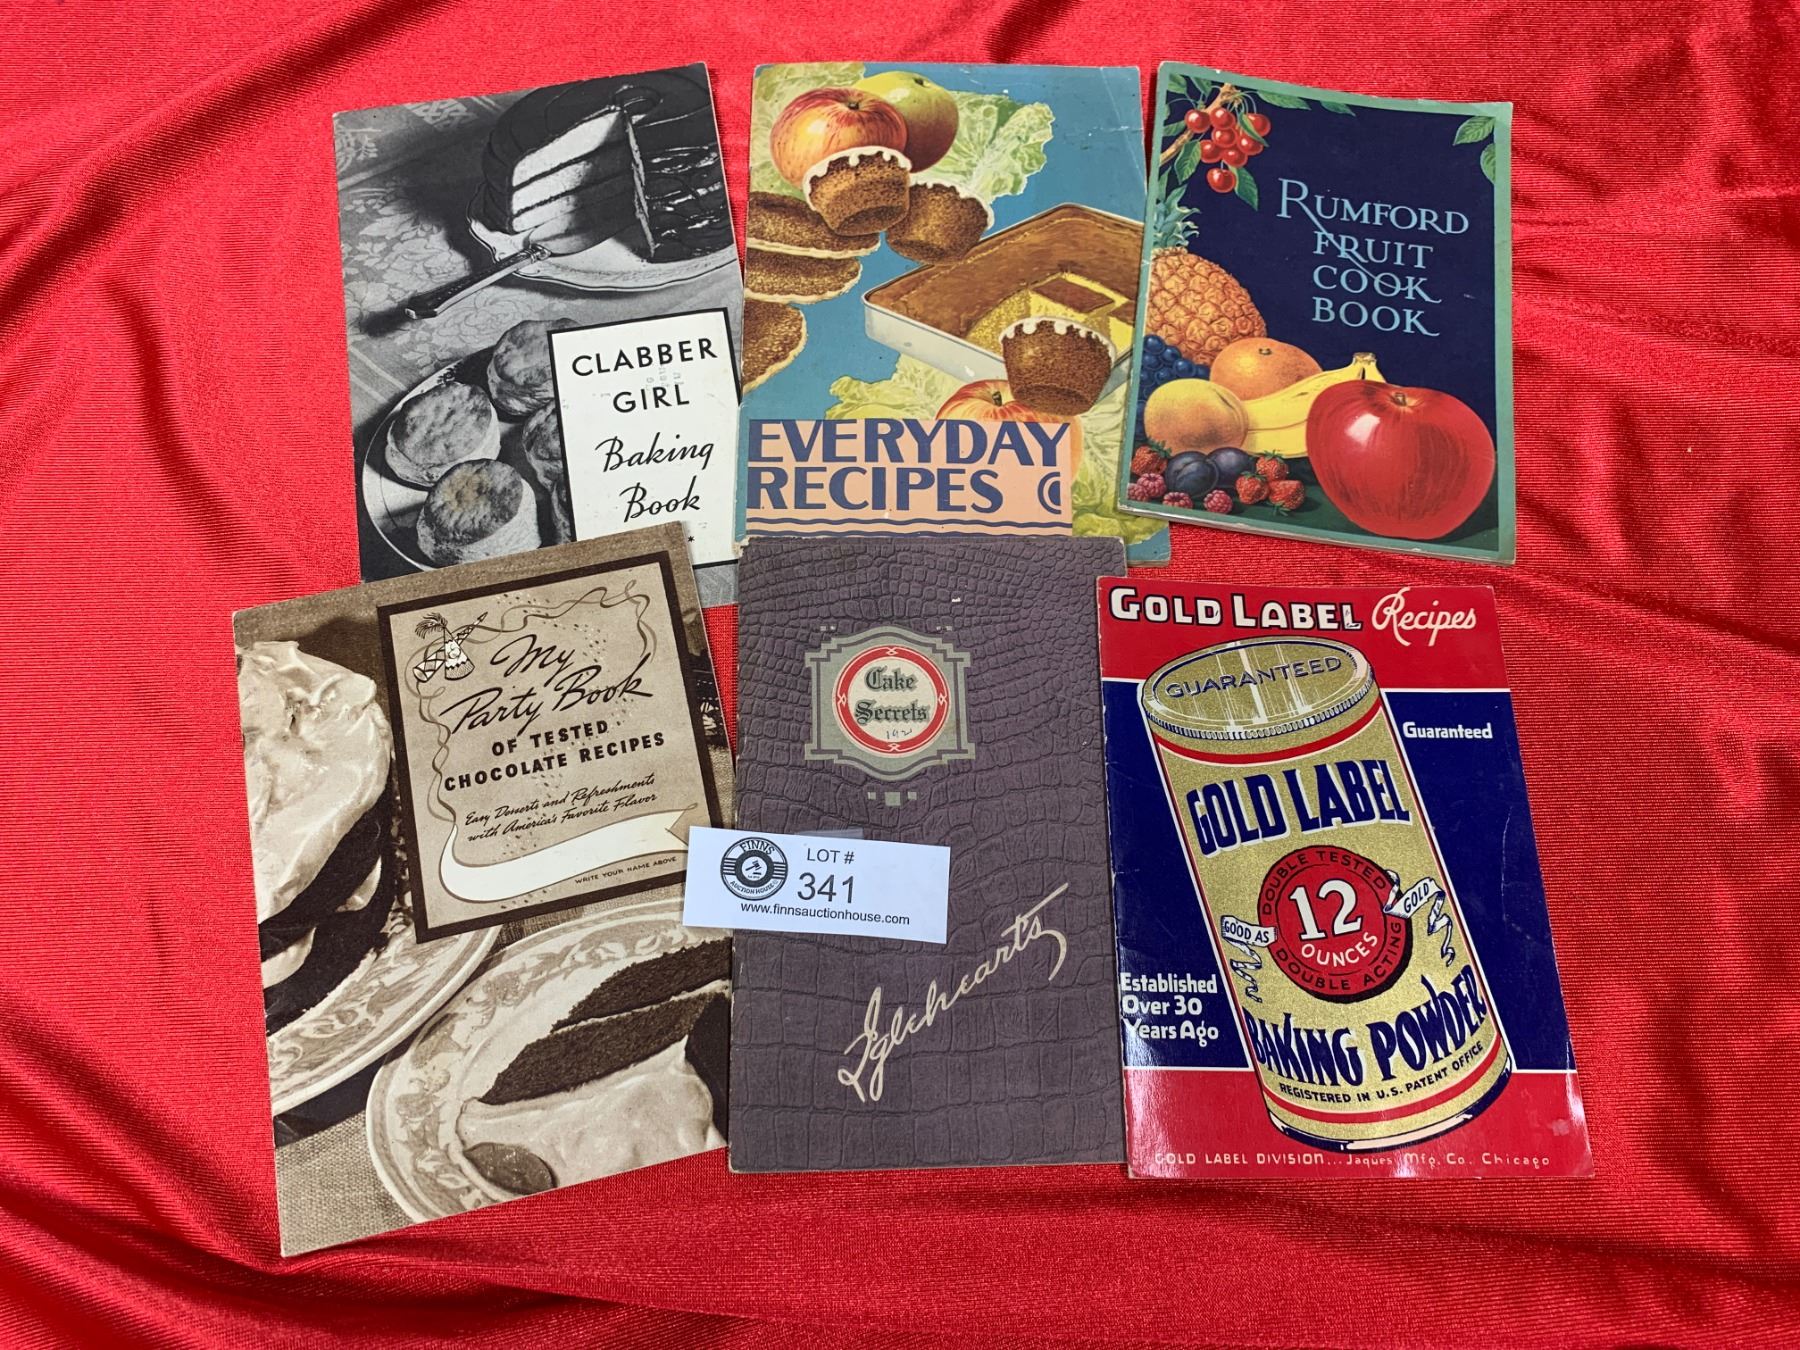 CLABBER
GIRL
Baking
Book
*
EVERYDAY
RECIPES
RUMFORD
FRUIT
COOK
BOOK
My
Party Book
OF TESTED
CHOCOLATE RECIPES
Easy Desserts and Refreshments
with America's Favorite Flavor
WRITE YOUR NAME ABOVE
Cake
Secrets
1921
Igleheart's
FINNS
AUCTION HOUSE
LOT #
341
www.finnsauctionhouse.com
GOLD LABEL Recipes
GUARANTEED
Guaranteed
GOLD LABEL
DOUBLE TESTED
12
OUNCES
DOUBLE ACTING
GOOD AS
GOLD
Established
Over 30
Years Ago
BAKING POWDER
REGISTERED IN U.S. PATENT OFFICE
GOLD LABEL DIVISION... Jaques Mfg. Co. Chicago